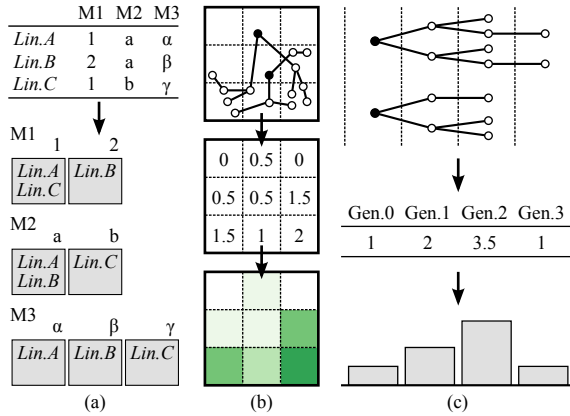 M1 M2 M3
Lin.A 1 a α
Lin.B 2 a β
Lin.C 1 b γ
M1
1 2
Lin.A Lin.B
Lin.C
M2
a b
Lin.A Lin.C
Lin.B
M3
α β γ
Lin.A Lin.B Lin.C
(a)
0 0.5 0
0.5 0.5 1.5
1.5 1 2
(b)
Gen.0 Gen.1 Gen.2 Gen.3
1 2 3.5 1
(c)